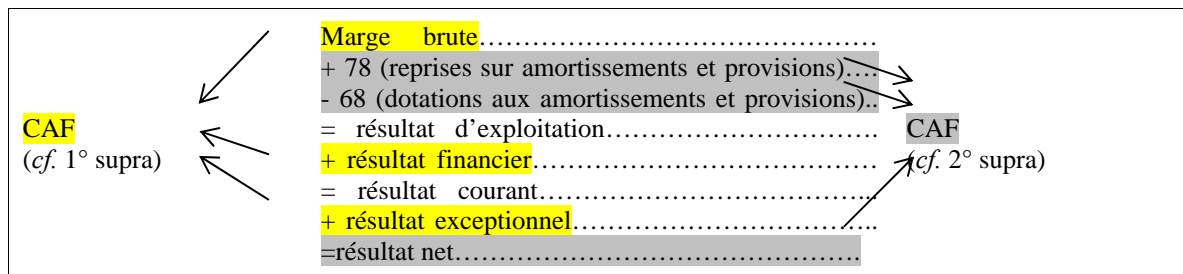 Marge brute……………………………………
+ 78 (reprises sur amortissements et provisions)….
- 68 (dotations aux amortissements et provisions)..
CAF
= résultat d'exploitation……………………….
CAF
(cf. 1° supra)
+ résultat financier………………………………
(cf. 2° supra)
= résultat courant……………………………..
+ résultat exceptionnel…………………………..
=résultat net…………………………………….